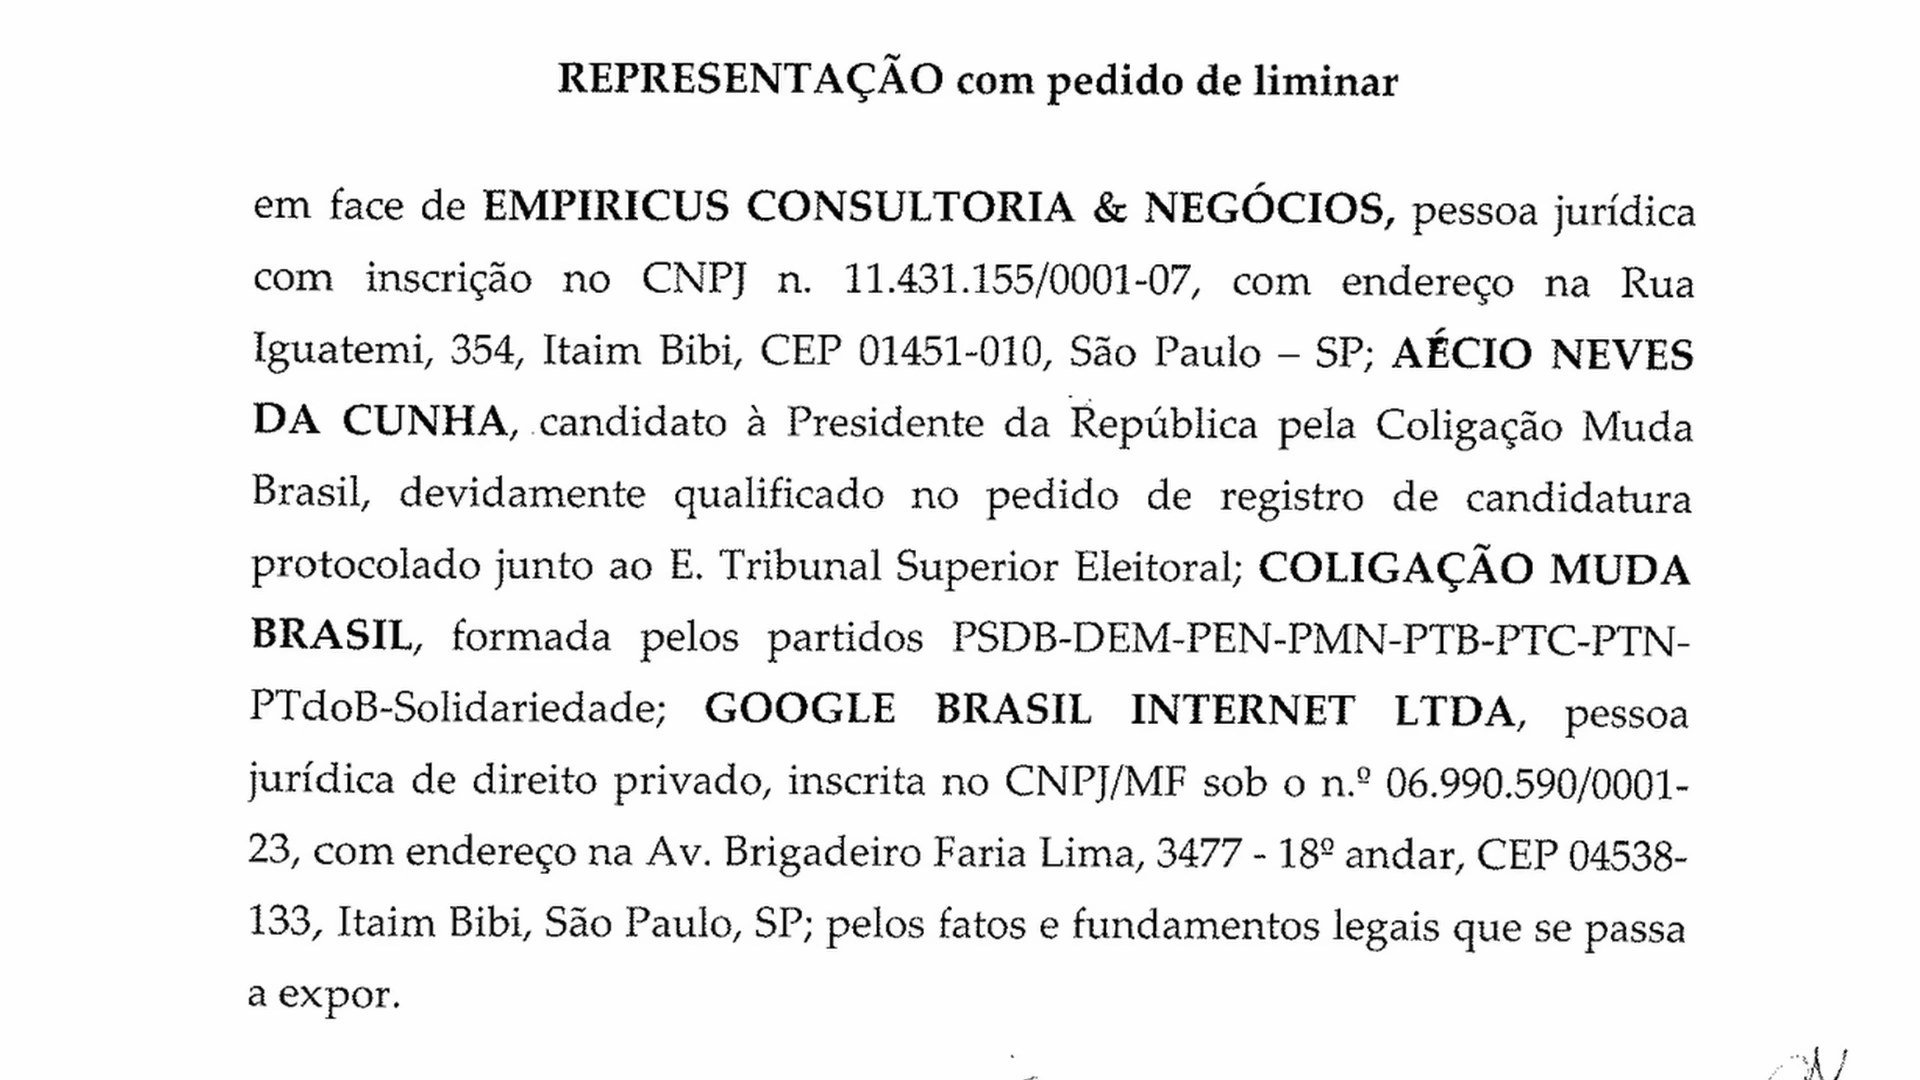 REPRESENTAÇÃO com pedido de liminar
em face de EMPIRICUS CONSULTORIA & NEGÓCIOS, pessoa jurídica
com inscrição no CNPJ n. 11.431.155/0001-07, com endereço na Rua
Iguatemi, 354, Itaim Bibi, CEP 01451-010, São Paulo – SP; AÉCIO NEVES
DA CUNHA, candidato à Presidente da República pela Coligação Muda
Brasil, devidamente qualificado no pedido de registro de candidatura
protocolado junto ao E. Tribunal Superior Eleitoral; COLIGAÇÃO MUDA
BRASIL, formada pelos partidos PSDB-DEM-PEN-PMN-PTB-PTC-PTN-
PTdoB-Solidariedade; GOOGLE BRASIL INTERNET LTDA, pessoa
jurídica de direito privado, inscrita no CNPJ/MF sob o n.º 06.990.590/0001-
23, com endereço na Av. Brigadeiro Faria Lima, 3477 - 18º andar, CEP 04538-
133, Itaim Bibi, São Paulo, SP; pelos fatos e fundamentos legais que se passa
a expor.